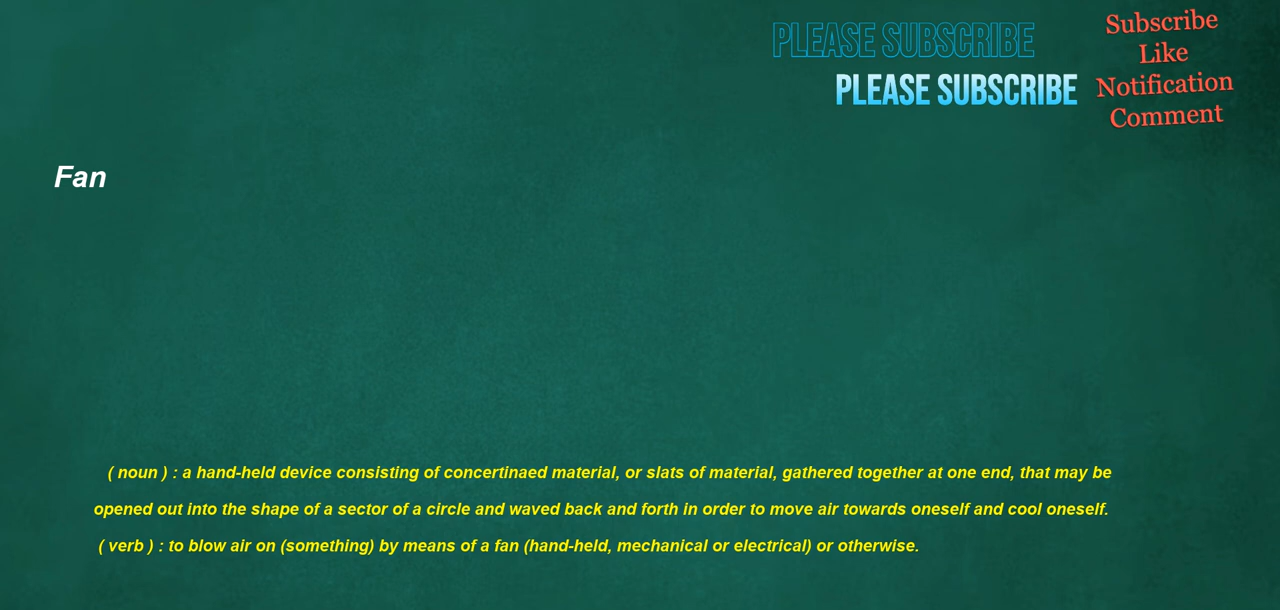 PLEASE SUBSCRIBE
PLEASE SUBSCRIBE
Subscribe
Like
Notification
Comment
Fan
( noun ) : a hand-held device consisting of concertinaed material, or slats of material, gathered together at one end, that may be
opened out into the shape of a sector of a circle and waved back and forth in order to move air towards oneself and cool oneself.
( verb ) : to blow air on (something) by means of a fan (hand-held, mechanical or electrical) or otherwise.